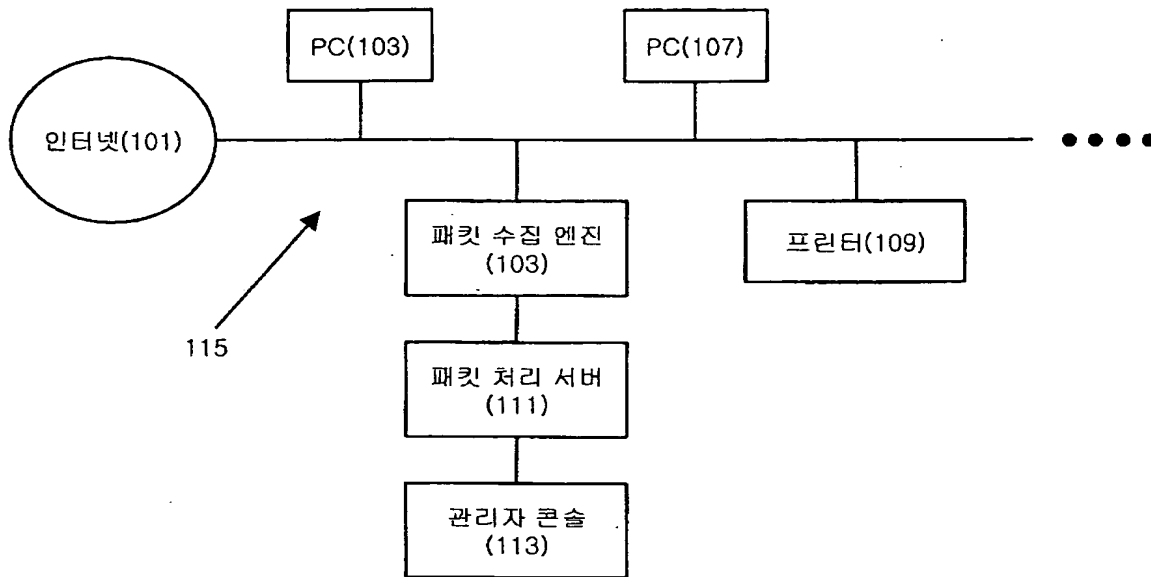 PC(103)
PC(107)
인터넷(101)
패킷 수집 엔진
(103)
프린터(109)
115
패킷 처리 서버
(111)
관리자 콘솔
(113)